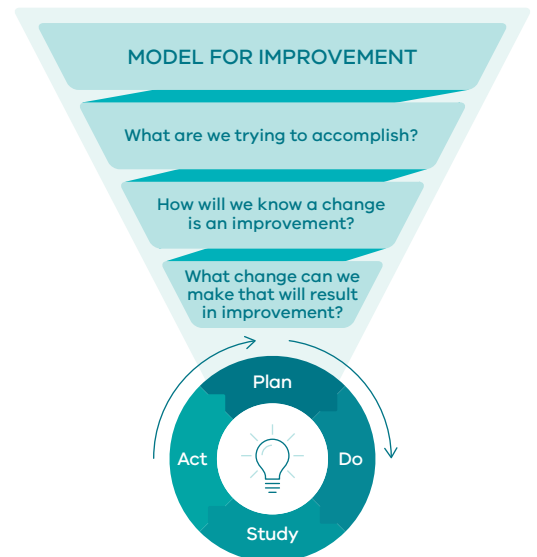 MODEL FOR IMPROVEMENT
What are we trying to accomplish?
How will we know a change
is an improvement?
What change can we
make that will result
in improvement?
Plan
Act
Do
Study